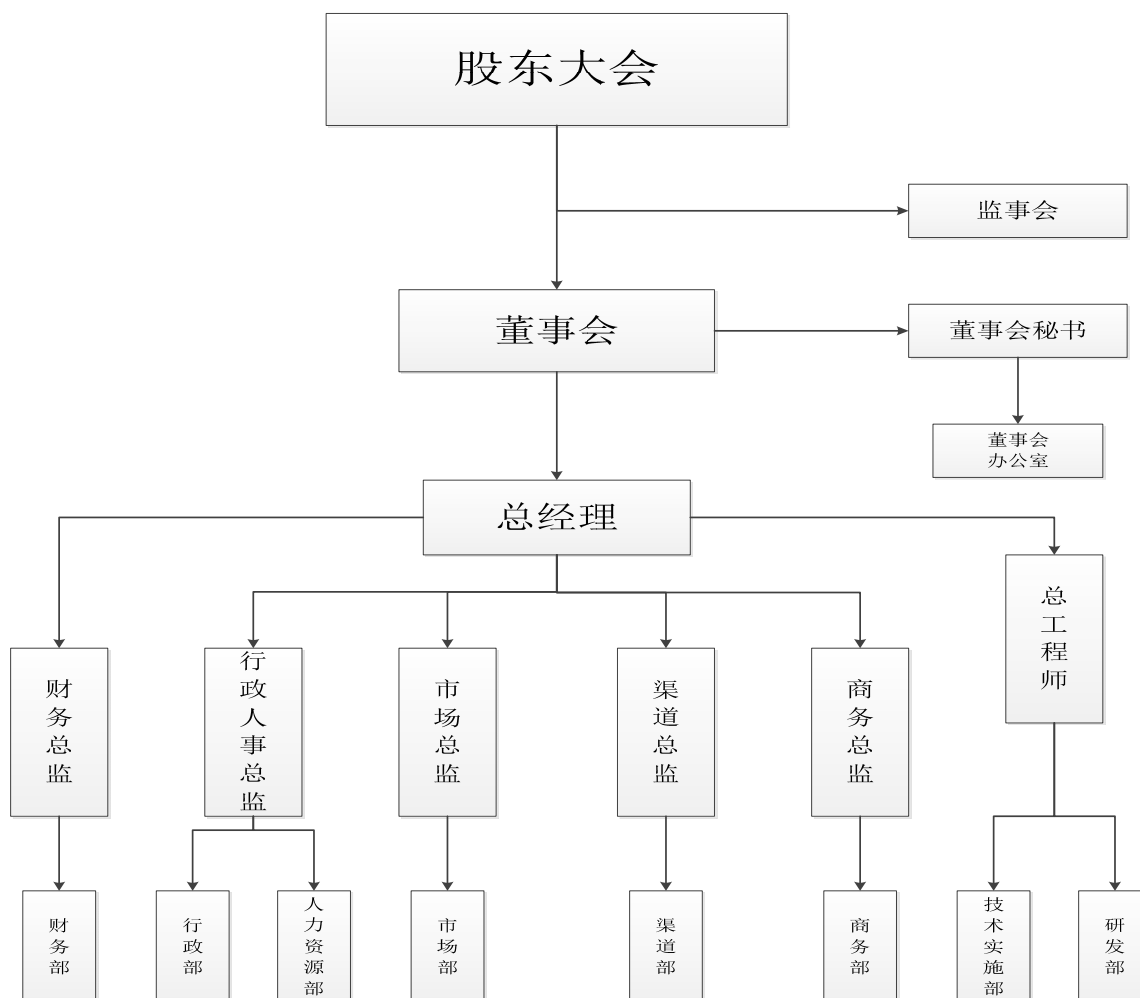 股东大会
监事会
董事会
董事会秘书
董事会
办公室
总经理
总工程师
财务总监
行政人事总监
市场总监
渠道总监
商务总监
财务部
行政部
人力资源部
市场部
渠道部
商务部
技术实施部
研发部